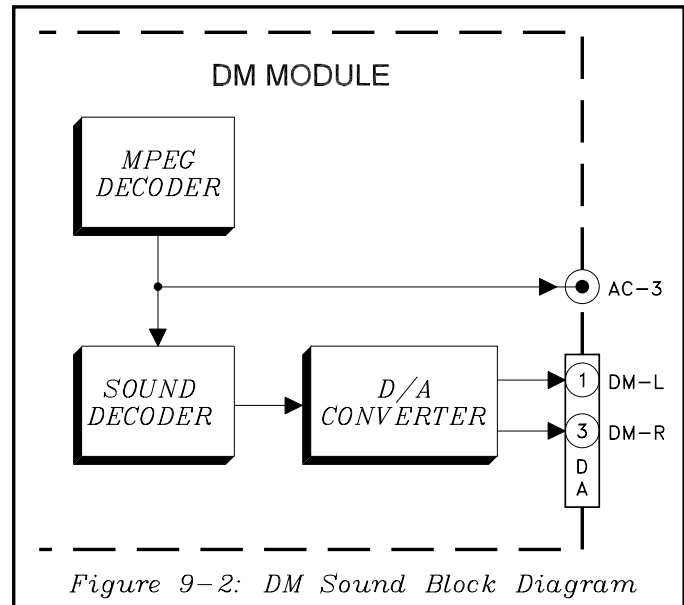 DM MODULE
MPEG
DECODER
AC-3
SOUND
DECODER
D/A
CONVERTER
1 DM-L
3 DM-R
D
A
Figure 9-2: DM Sound Block Diagram